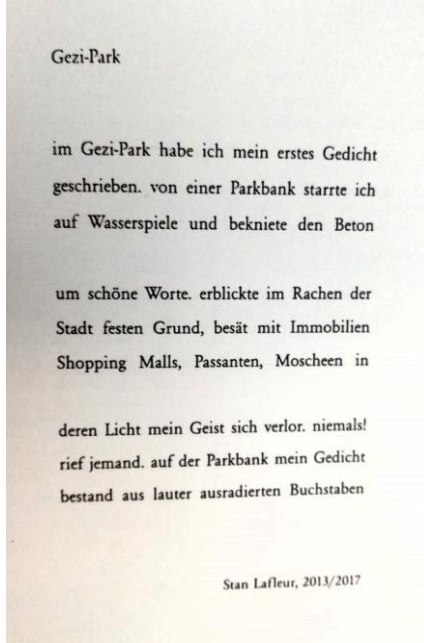 Gezi-Park
im Gezi-Park habe ich mein erstes Gedicht
geschrieben. von einer Parkbank starrte ich
auf Wasserspiele und bekniete den Beton
um schöne Worte. erblickte im Rachen der
Stadt festen Grund, besät mit Immobilien
Shopping Malls, Passanten, Moscheen in
deren Licht mein Geist sich verlor. niemals!
rief jemand. auf der Parkbank mein Gedicht
bestand aus lauter ausradierten Buchstaben
Stan Lafleur, 2013/2017